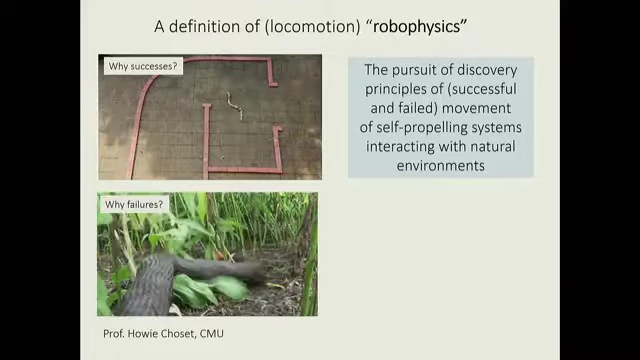 A definition of (locomotion) “robophysics”
Why successes?
The pursuit of discovery
principles of (successful
and failed) movement
of self-propelling systems
interacting with natural
environments
Why failures?
Prof. Howie Choset, CMU